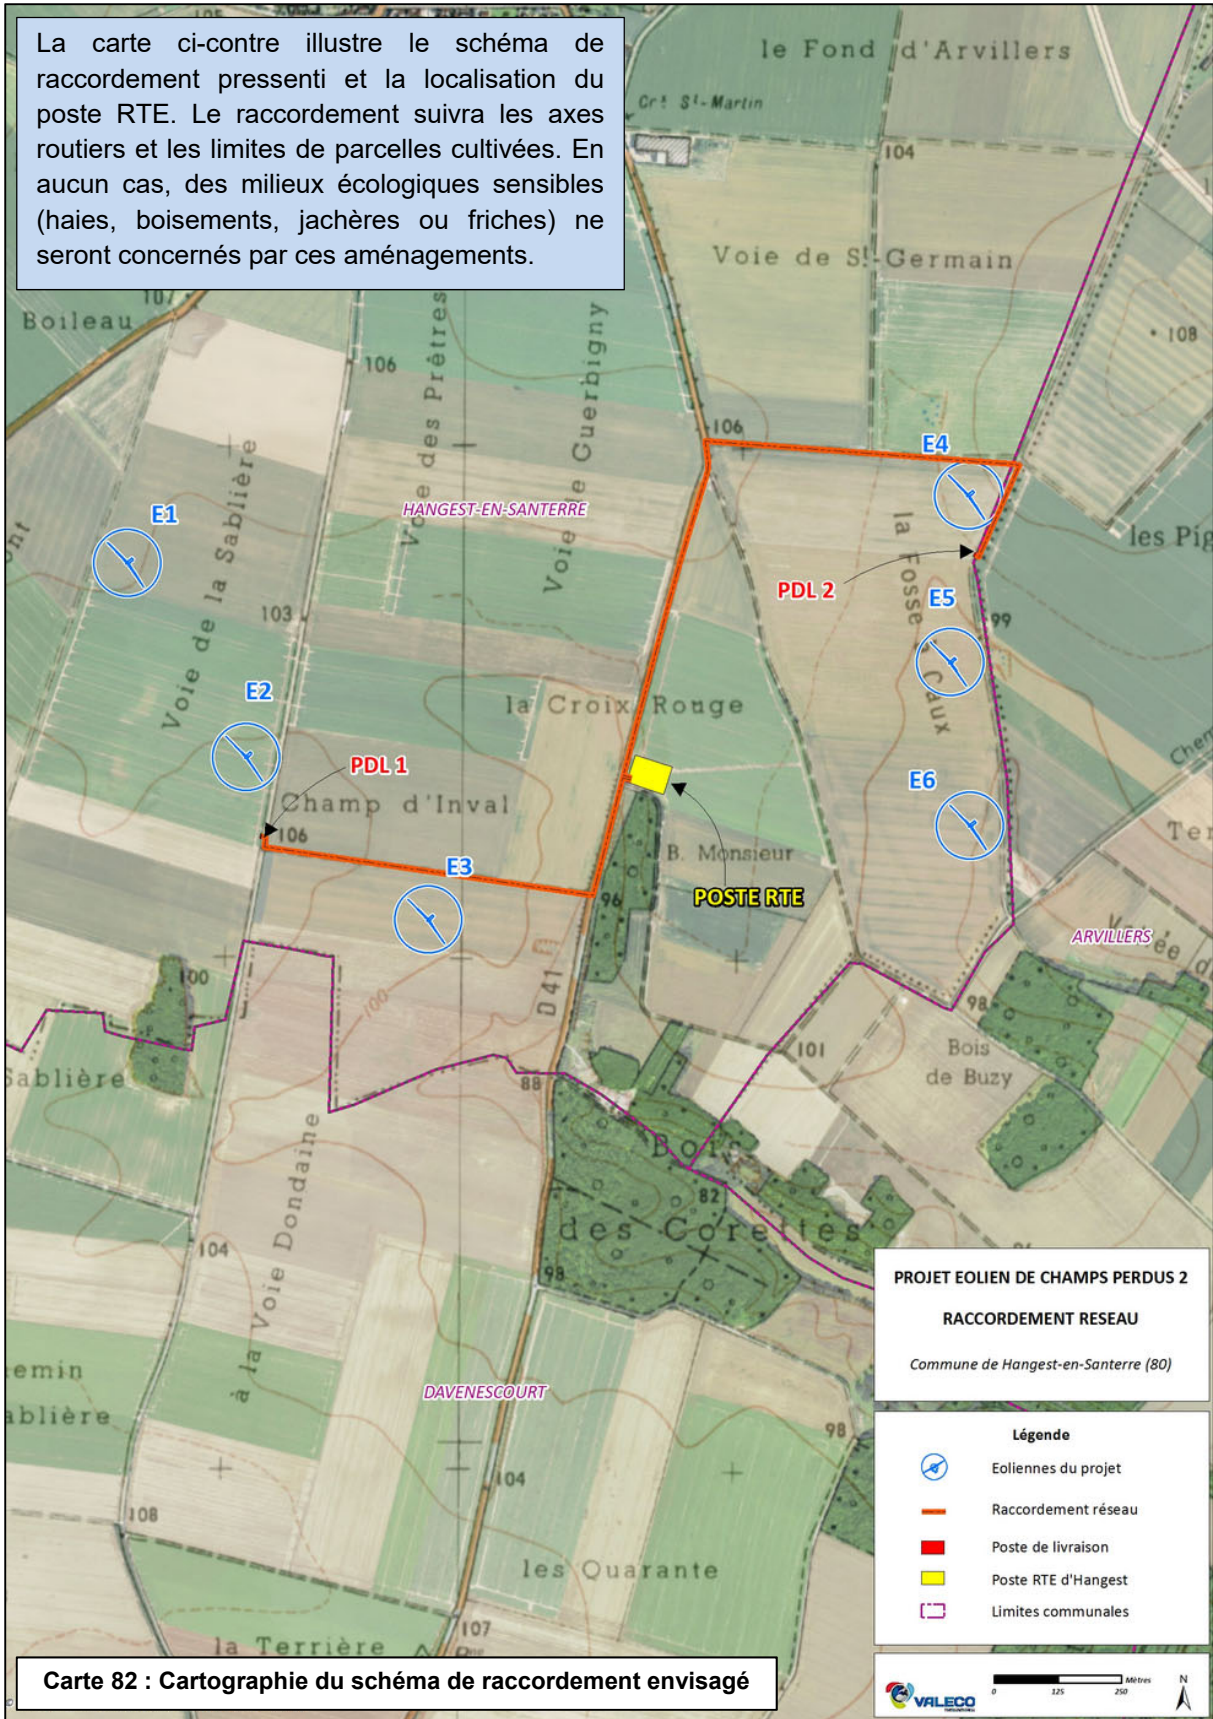 La carte ci-contre illustre le schéma de
raccordement pressenti et la localisation du
poste RTE. Le raccordement suivra les axes
routiers et les limites de parcelles cultivées. En
aucun cas, des milieux écologiques sensibles
(haies, boisements, jachères ou friches) ne
seront concernés par ces aménagements.
105
le Fond d'Arvillers
Crt St-Martin
104
Voie de St-Germain
107
Boileau
106
108
Voie des Prêtres
Voie de Guerbigny
106
E4
Voie de la Sablière
HANGEST-EN-SANTERRE
E1
les Pig
PDL 2
la Fosse
Caux
E5
99
103
E2
la Croix Rouge
PDL 1
Champ d'Inval
106
E6
B. Monsieur
E3
96
POSTE RTE
ARVILLERS
D 41
100
100
98
101
Bois
de Buzy
Sablière
88
Bois
des Corettes
82
à la Voie Dondaine
104
98
PROJET EOLIEN DE CHAMPS PERDUS 2
RACCORDEMENT RESEAU
Commune de Hangest-en-Santerre (80)
emin
ablière
DAVENESCOURT
98
104
108
les Quarante
107
la Terrière
Légende
Eoliennes du projet
Raccordement réseau
Poste de livraison
Poste RTE d'Hangest
Limites communales
Carte 82 : Cartographie du schéma de raccordement envisagé
VALECO
0 125 250 Mètres
N